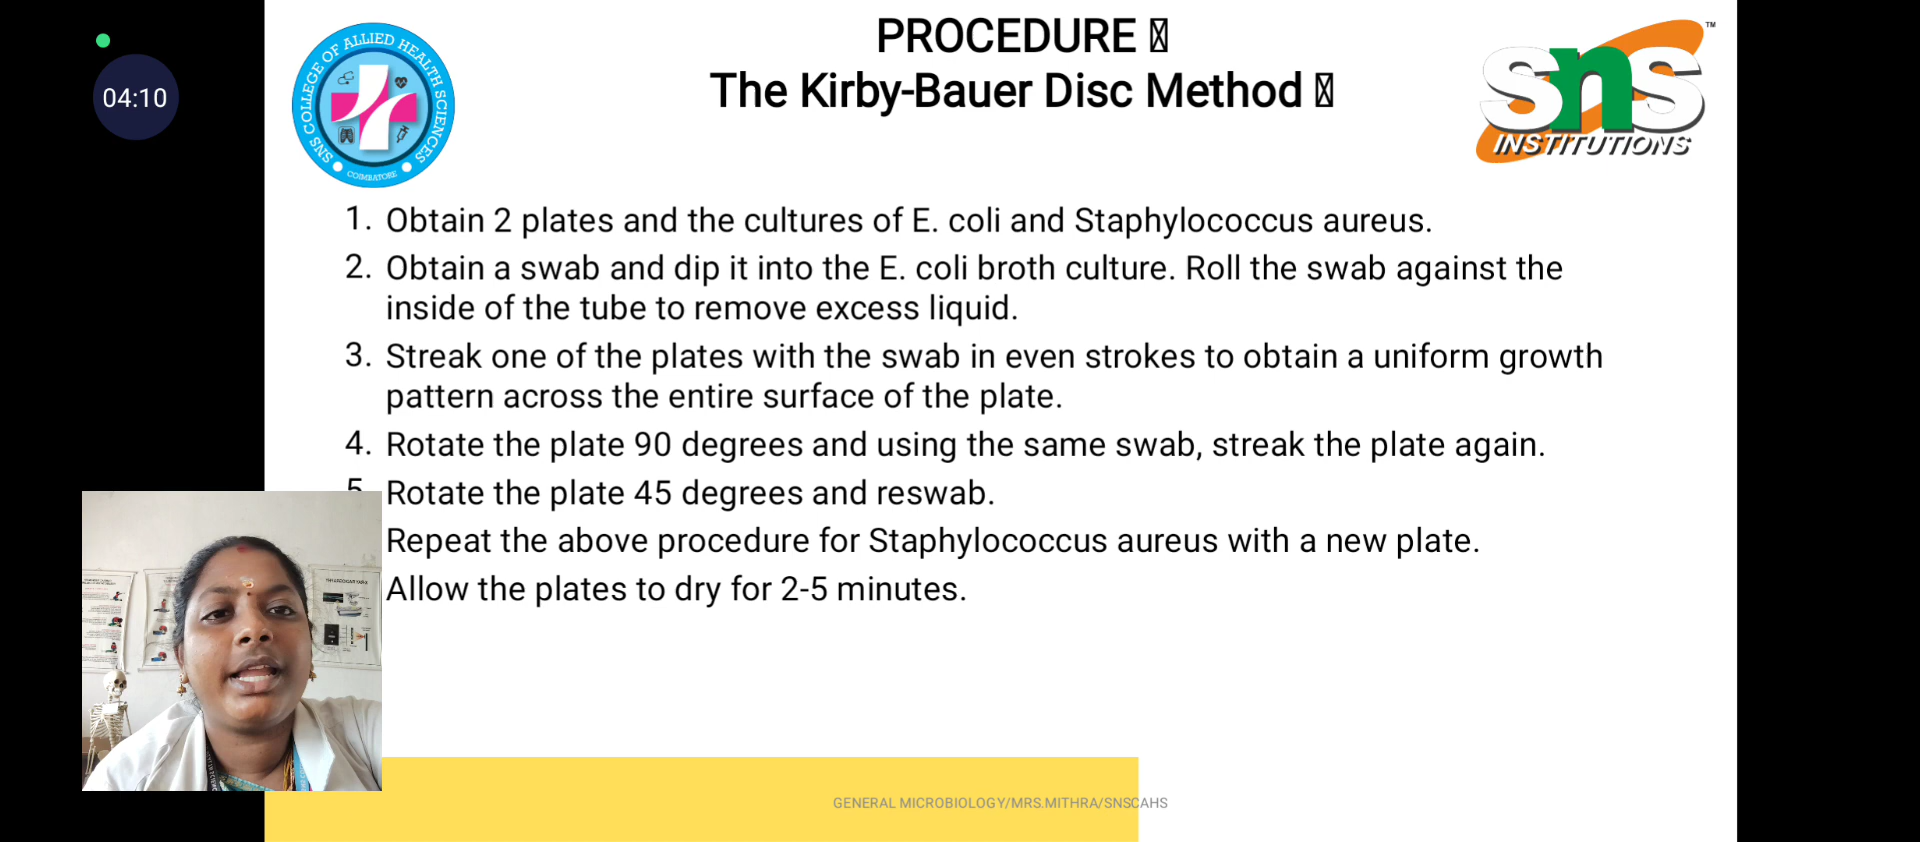 04:10
SNS COLLEGE OF ALLIED HEALTH SCIENCES
COIMBATORE
PROCEDURE
The Kirby-Bauer Disc Method
TM
sns
INSTITUTIONS
1. Obtain 2 plates and the cultures of E. coli and Staphylococcus aureus.
2. Obtain a swab and dip it into the E. coli broth culture. Roll the swab against the
inside of the tube to remove excess liquid.
3. Streak one of the plates with the swab in even strokes to obtain a uniform growth
pattern across the entire surface of the plate.
4. Rotate the plate 90 degrees and using the same swab, streak the plate again.
5. Rotate the plate 45 degrees and reswab.
Repeat the above procedure for Staphylococcus aureus with a new plate.
Allow the plates to dry for 2-5 minutes.
GENERAL MICROBIOLOGY/MRS.MITHRA/SNSCAHS